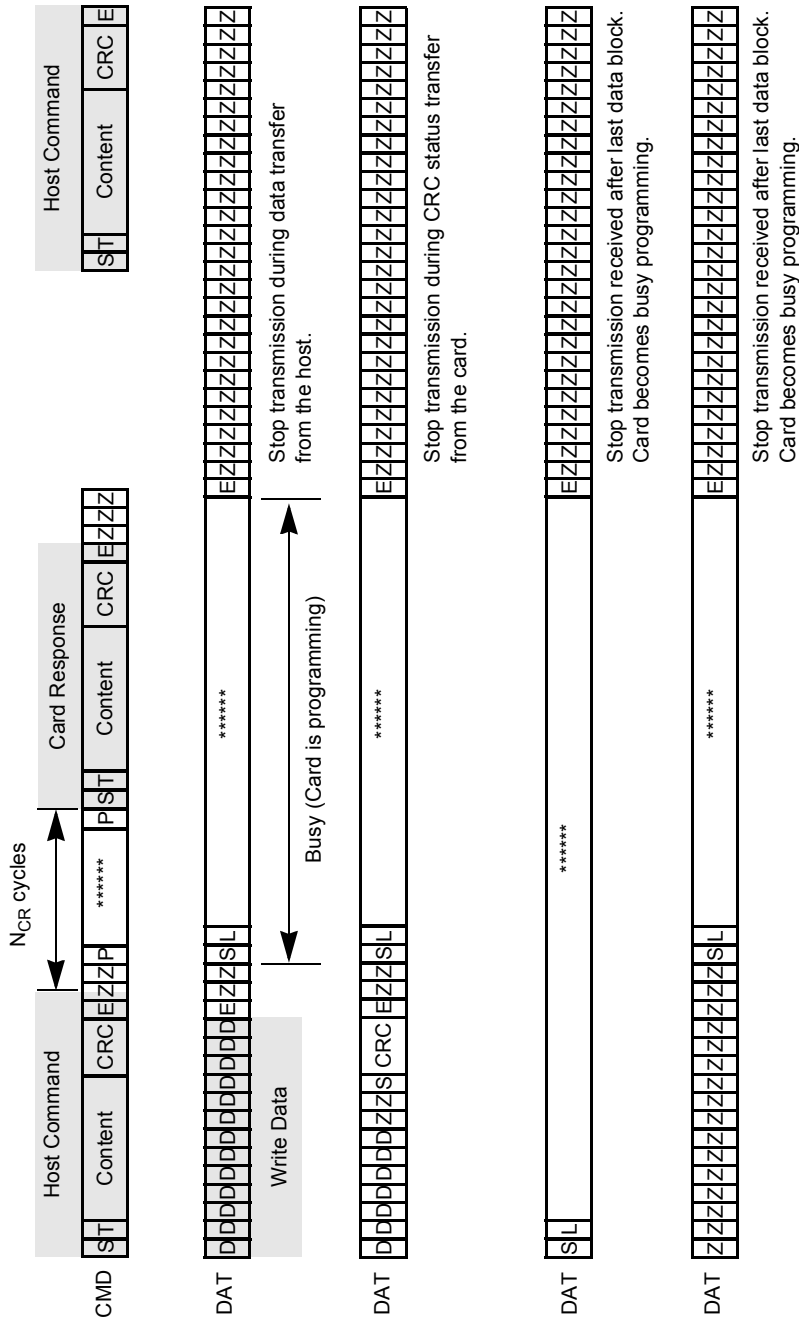 Host Command
N_CR cycles
Card Response
Host Command
CMD
S T Content CRC E Z Z P ****** P S T Content CRC E Z Z Z
S T Content CRC E
DAT
D D D D D D D D D D D D D E Z Z S L ****** E Z Z Z Z Z Z Z Z Z Z Z Z Z Z Z Z Z Z Z Z Z Z Z Z Z Z
Write Data
Busy (Card is programming)
Stop transmission during data transfer
from the host.
DAT
D D D D D D D Z Z S CRC E Z Z S L ****** E Z Z Z Z Z Z Z Z Z Z Z Z Z Z Z Z Z Z Z Z Z Z Z Z Z Z
Stop transmission during CRC status transfer
from the card.
DAT
S L ****** E Z Z Z Z Z Z Z Z Z Z Z Z Z Z Z Z Z Z Z Z Z Z Z Z Z Z
Stop transmission received after last data block.
Card becomes busy programming.
DAT
Z Z Z Z Z Z Z Z Z Z Z Z Z Z Z Z S L ****** E Z Z Z Z Z Z Z Z Z Z Z Z Z Z Z Z Z Z Z Z Z Z Z Z Z Z
Stop transmission received after last data block.
Card becomes busy programming.